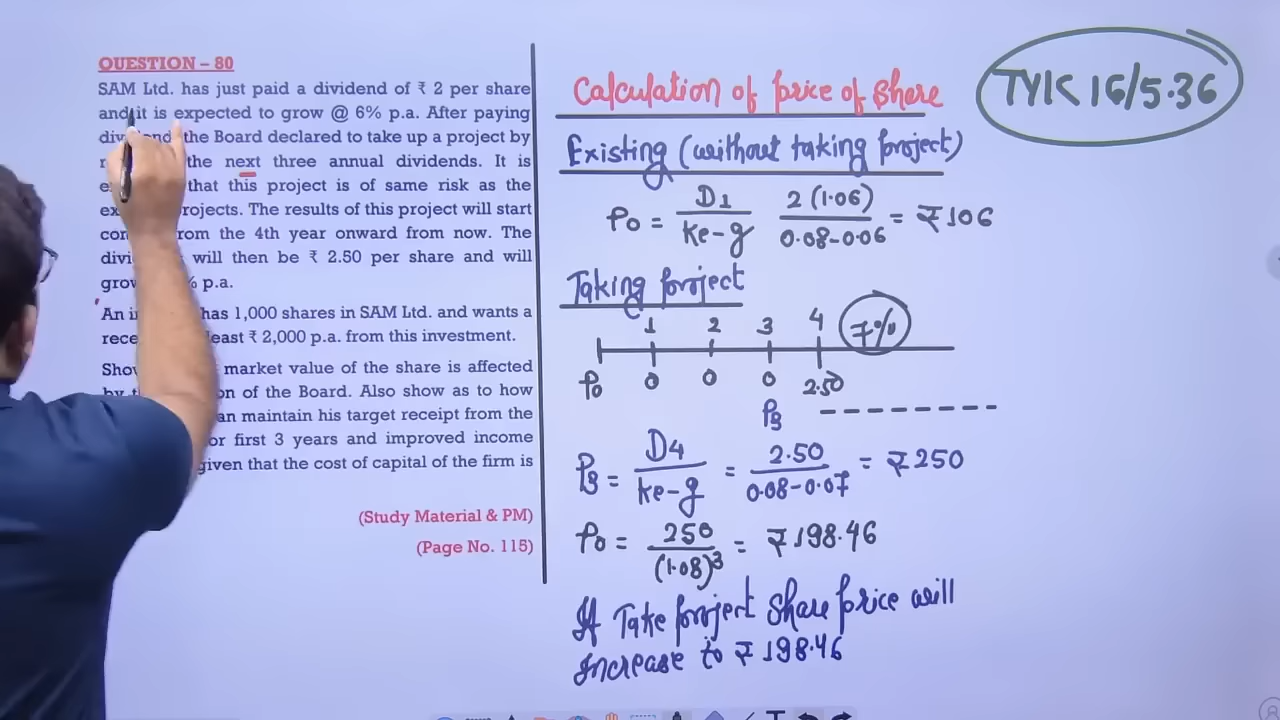 QUESTION – 80
SAM Ltd. has just paid a dividend of ₹ 2 per share
and it is expected to grow @ 6% p.a. After paying
the Board declared to take up a project by
the next three annual dividends. It is
that this project is of same risk as the
The results of this project will start
from the 4th year onward from now. The
will then be ₹ 2.50 per share and will
p.a.
An has 1,000 shares in SAM Ltd. and wants a
₹ 2,000 p.a. from this investment.
market value of the share is affected
of the Board. Also show as to how
maintain his target receipt from the
for first 3 years and improved income
given that the cost of capital of the firm is
(Study Material & PM)
(Page No. 115)
TYK 16/5.36
Calculation of price of share
Existing (without taking project)
P0 = D1 / ke-g 2(1.06) / 0.08-0.06 = ₹106
Taking project
1 2 3 4 7%
P0 0 0 0 2.50
P3
P3 = D4 / ke-g = 2.50 / 0.08-0.07 = ₹250
P0 = 250 / (1.08)^3 = ₹198.46
If Take project share price will
increase to ₹198.46